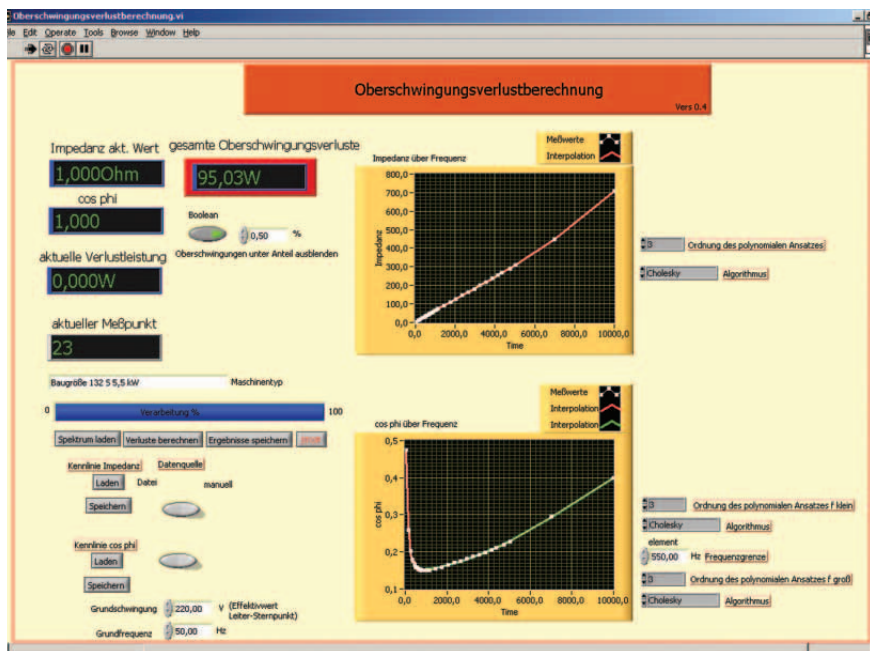 Oberschwingungsverlustberechnung.vi
Edit Operate Tools Browse Window Help
Oberschwingungsverlustberechnung
Vers 0.4
Impedanz akt. Wert
1,000Ohm
gesamte Oberschwingungsverluste
95,03W
cos phi
1,000
Boolean
0,50 %
Oberschwingungen unter Anteil ausblenden
aktuelle Verlustleistung
0,000W
aktueller Meßpunkt
23
Baugröße 132 S 5,5 kW
Maschinentyp
0
Verarbeitung %
100
Spektrum laden
Verluste berechnen
Ergebnisse speichern
Kennlinie Impedanz
Datenquelle
Laden
Datei
manuell
Speichern
Kennlinie cos phi
Laden
Speichern
Grundschwingung
220,00
V
(Effektivwert
Leiter-Sternpunkt)
Grundfrequenz
50,00
Hz
Meßwerte
Interpolation
Impedanz über Frequenz
800,0
700,0
600,0
500,0
400,0
300,0
200,0
100,0
0,0
Impedanz
0,0 2000,0 4000,0 6000,0 8000,0 10000,0
Time
3
Ordnung des polynomialen Ansatzes
Cholesky
Algorithmus
Meßwerte
Interpolation
Interpolation
cos phi über Frequenz
0,5
0,4
0,3
0,2
0,1
cos phi
0,0 2000,0 4000,0 6000,0 8000,0 10000,0
Time
3
Ordnung des polynomialen Ansatzes f klein
Cholesky
Algorithmus
element
550,00
Hz
Frequenzgrenze
3
Ordnung des polynomialen Ansatzes f groß
Cholesky
Algorithmus